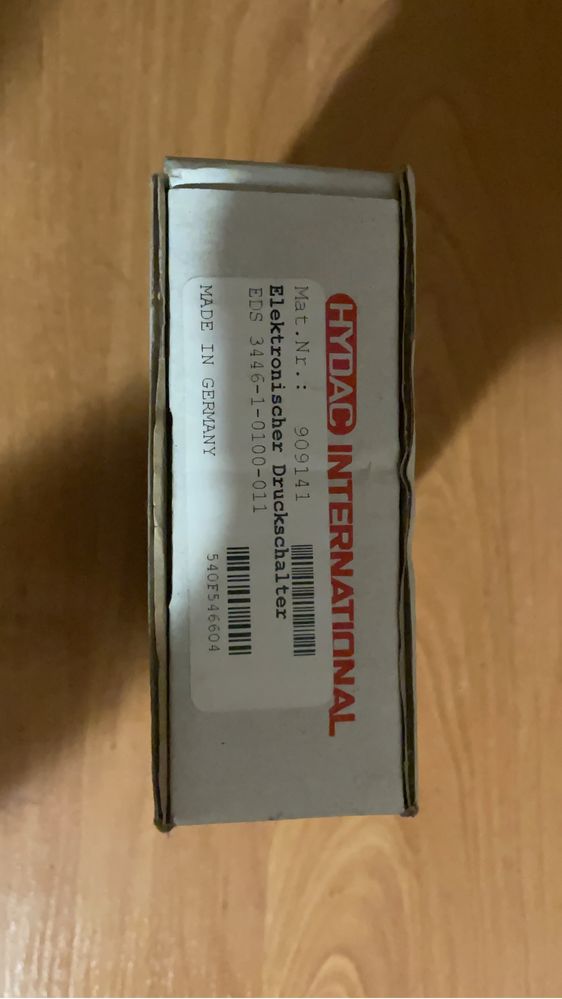 HYDAC INTERNATIONAL
Mat.Nr.: 909141
Elektronischer Druckschalter
EDS 3446-1-0100-011
MADE IN GERMANY
540F546604